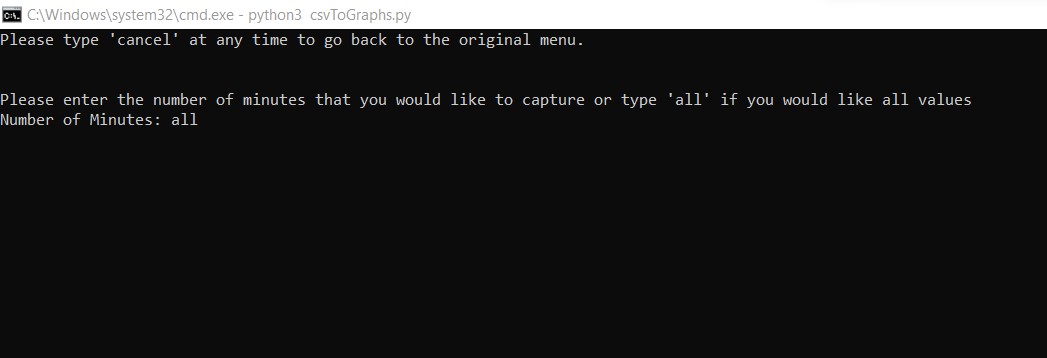 C:\Windows\system32\cmd.exe - python3  csvToGraphs.py
Please type 'cancel' at any time to go back to the original menu.
Please enter the number of minutes that you would like to capture or type 'all' if you would like all values
Number of Minutes: all